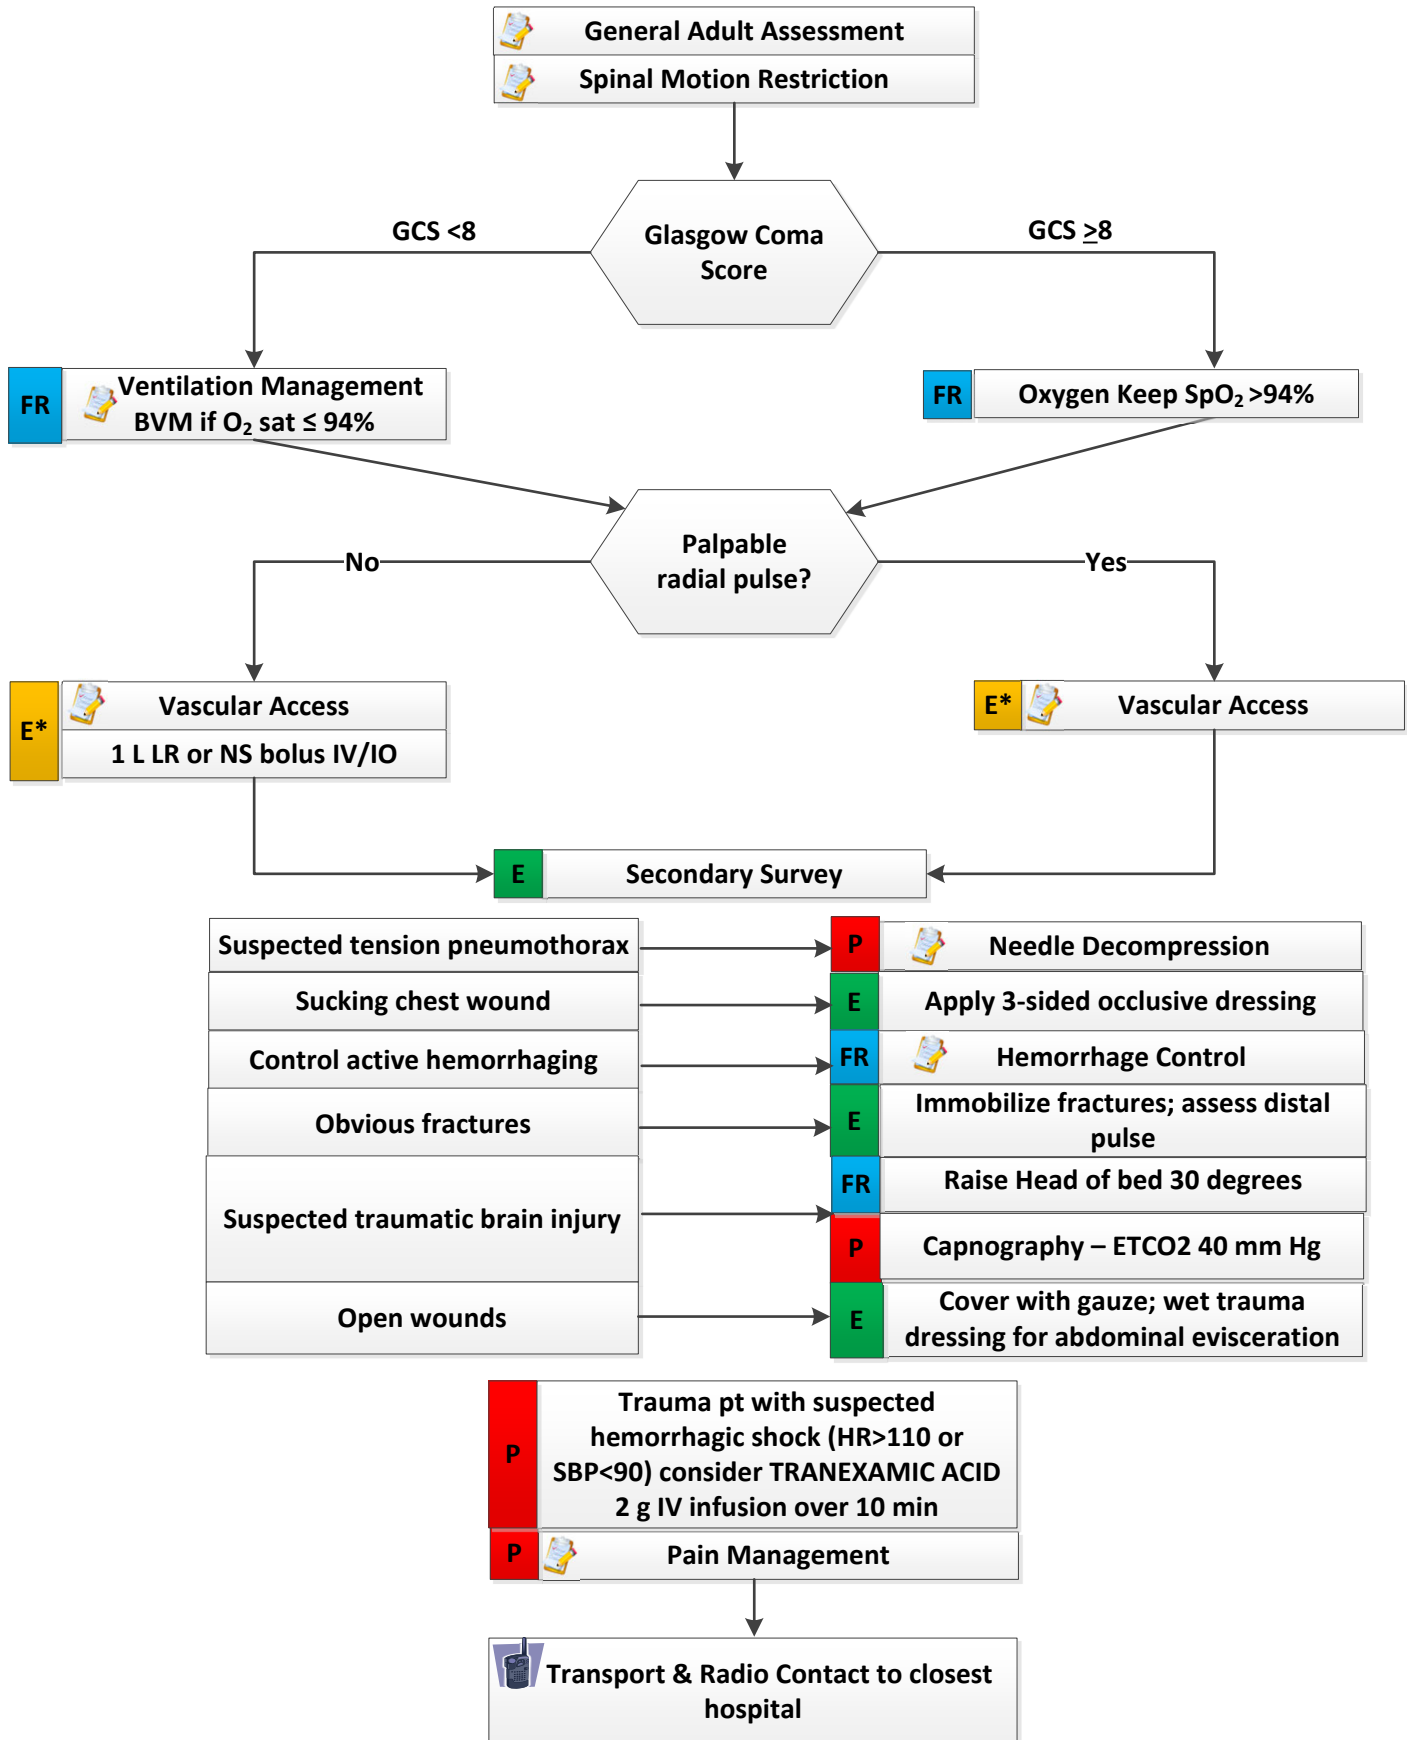 General Adult Assessment
Spinal Motion Restriction
GCS <8
Glasgow Coma
Score
GCS ≥8
FR
Ventilation Management
BVM if O₂ sat ≤ 94%
FR
Oxygen Keep SpO₂ >94%
No
Palpable
radial pulse?
Yes
E*
Vascular Access
1 L LR or NS bolus IV/IO
E*
Vascular Access
E
Secondary Survey
Suspected tension pneumothorax
P
Needle Decompression
Sucking chest wound
E
Apply 3-sided occlusive dressing
Control active hemorrhaging
FR
Hemorrhage Control
Obvious fractures
E
Immobilize fractures; assess distal
pulse
Suspected traumatic brain injury
FR
Raise Head of bed 30 degrees
P
Capnography – ETCO2 40 mm Hg
Open wounds
E
Cover with gauze; wet trauma
dressing for abdominal evisceration
P
Trauma pt with suspected
hemorrhagic shock (HR>110 or
SBP<90) consider TRANEXAMIC ACID
2 g IV infusion over 10 min
P
Pain Management
Transport & Radio Contact to closest
hospital